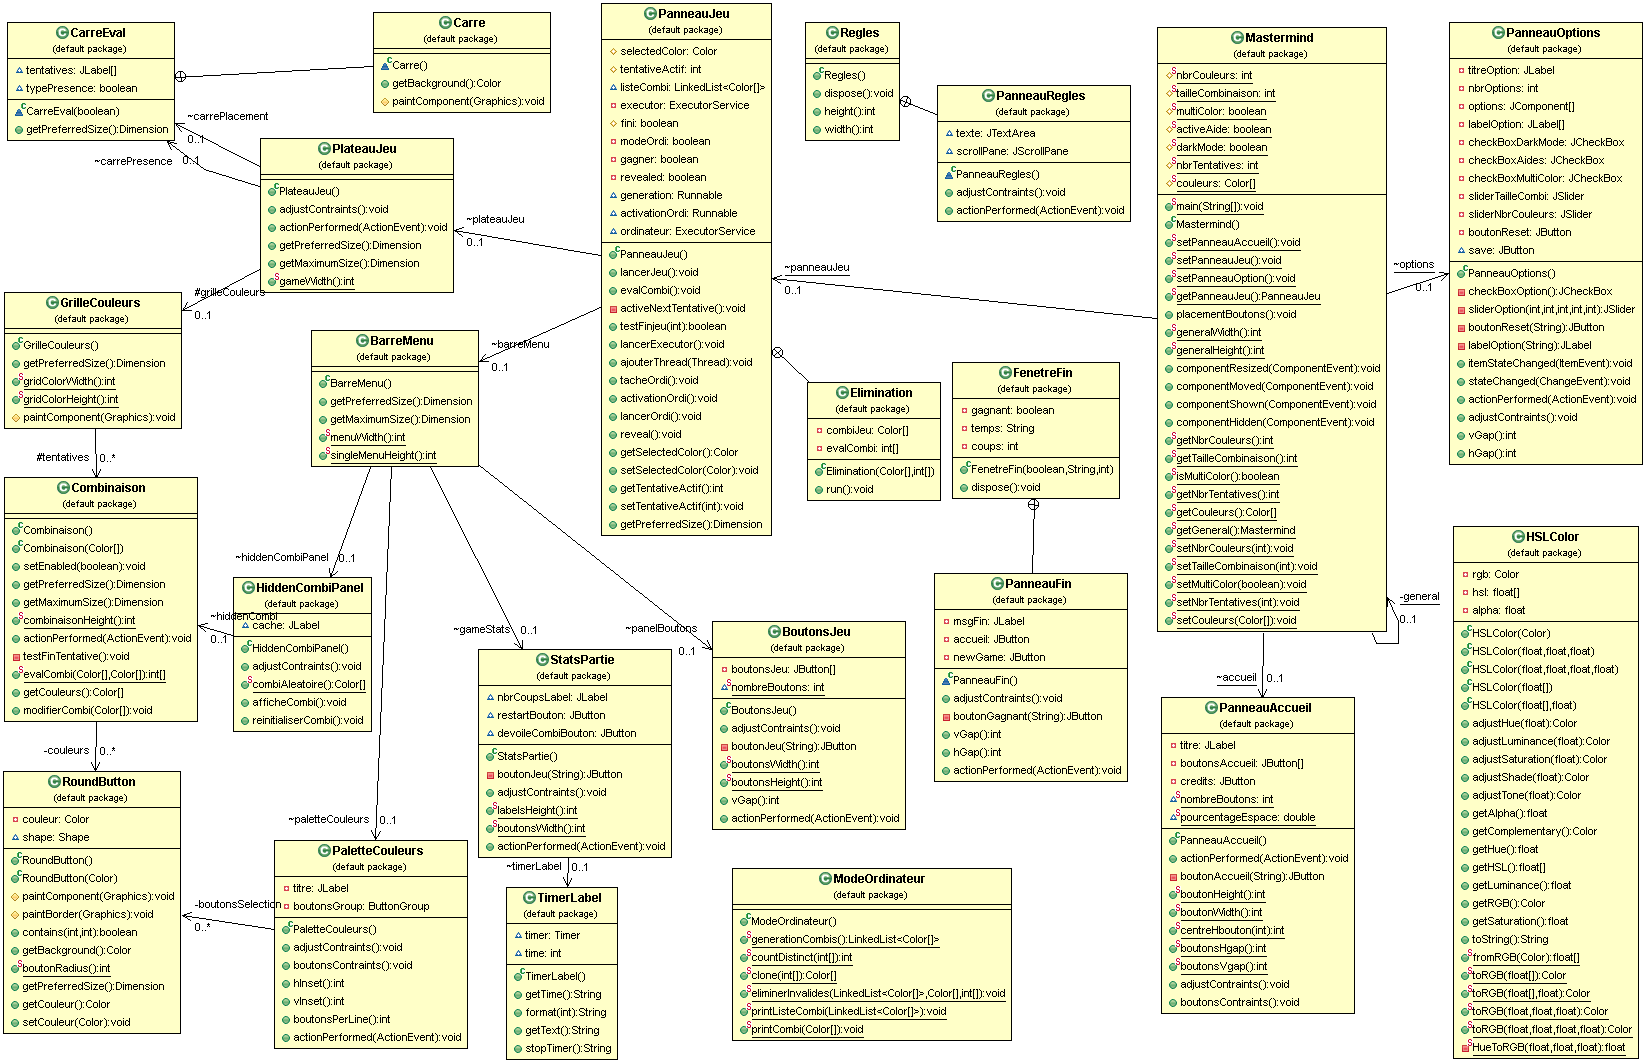 CarreEval
(default package)
tentatives: JLabel[]
typePresence: boolean
CarreEval(boolean)
getPreferredSize():Dimension
Carre
(default package)
Carre()
getBackground():Color
paintComponent(Graphics):void
~carrePlacement
0..1
~carrePresence
0..1
PlateauJeu
(default package)
PlateauJeu()
adjustContraints():void
actionPerformed(ActionEvent):void
getPreferredSize():Dimension
getMaximumSize():Dimension
gameWidth():int
~plateauJeu
0..1
#grilleCouleurs
0..1
GrilleCouleurs
(default package)
GrilleCouleurs()
getPreferredSize():Dimension
gridColorWidth():int
gridColorHeight():int
paintComponent(Graphics):void
#tentatives
0..*
Combinaison
(default package)
Combinaison()
Combinaison(Color[])
setEnabled(boolean):void
getPreferredSize():Dimension
getMaximumSize():Dimension
combinaisonHeight():int
actionPerformed(ActionEvent):void
testFinTentative():void
evalCombi(Color[],Color[]):int[]
getCouleurs():Color[]
modifierCombi(Color[]):void
-couleurs
0..*
RoundButton
(default package)
couleur: Color
shape: Shape
RoundButton()
RoundButton(Color)
paintComponent(Graphics):void
paintBorder(Graphics):void
contains(int,int):boolean
getBackground():Color
boutonRadius():int
getPreferredSize():Dimension
getCouleur():Color
setCouleur(Color):void
PanneauJeu
(default package)
selectedColor: Color
tentativeActif: int
listeCombi: LinkedList<Color[]>
executor: ExecutorService
fini: boolean
modeOrdi: boolean
gagner: boolean
revealed: boolean
generation: Runnable
activationOrdi: Runnable
ordinateur: ExecutorService
PanneauJeu()
lancerJeu():void
evalCombi():void
activeNextTentative():void
testFinjeu(int):boolean
lancerExecutor():void
ajouterThread(Thread):void
tacheOrdi():void
activationOrdi():void
lancerOrdi():void
reveal():void
getSelectedColor():Color
setSelectedColor(Color):void
getTentativeActif():int
setTentativeActif(int):void
getPreferredSize():Dimension
~barreMenu
0..1
BarreMenu
(default package)
BarreMenu()
getPreferredSize():Dimension
getMaximumSize():Dimension
menuWidth():int
singleMenuHeight():int
~hiddenCombiPanel
0..1
HiddenCombiPanel
(default package)
cache: JLabel
HiddenCombiPanel()
adjustContraints():void
combiAleatoire():Color[]
afficheCombi():void
reinitialiserCombi():void
~hiddenCombi
0..1
~gameStats
0..1
StatsPartie
(default package)
nbrCoupsLabel: JLabel
restartBouton: JButton
devoileCombiBouton: JButton
StatsPartie()
boutonJeu(String):JButton
adjustContraints():void
labelsHeight():int
boutonsWidth():int
actionPerformed(ActionEvent):void
~timerLabel
0..1
TimerLabel
(default package)
timer: Timer
time: int
TimerLabel()
getTime():String
format(int):String
getText():String
stopTimer():String
~paletteCouleurs
0..1
PaletteCouleurs
(default package)
titre: JLabel
boutonsGroup: ButtonGroup
PaletteCouleurs()
adjustContraints():void
boutonsContraints():void
hInset():int
vInset():int
boutonsPerLine():int
actionPerformed(ActionEvent):void
-boutonsSelection
0..*
~panelBoutons
0..1
BoutonsJeu
(default package)
boutonsJeu: JButton[]
nombreBoutons: int
BoutonsJeu()
adjustContraints():void
boutonJeu(String):JButton
boutonsWidth():int
boutonsHeight():int
vGap():int
actionPerformed(ActionEvent):void
ModeOrdinateur
(default package)
ModeOrdinateur()
generationCombis():LinkedList<Color[]>
countDistinct(int[]):int
clone(int[]):Color[]
eliminerInvalides(LinkedList<Color[]>,Color[],int[]):void
printListeCombi(LinkedList<Color[]>):void
printCombi(Color[]):void
Regles
(default package)
Regles()
dispose():void
height():int
width():int
PanneauRegles
(default package)
texte: JTextArea
scrollPane: JScrollPane
PanneauRegles()
adjustContraints():void
actionPerformed(ActionEvent):void
~panneauJeu
0..1
Elimination
(default package)
combiJeu: Color[]
evalCombi: int[]
Elimination(Color[],int[])
run():void
FenetreFin
(default package)
gagnant: boolean
temps: String
coups: int
FenetreFin(boolean,String,int)
dispose():void
PanneauFin
(default package)
msgFin: JLabel
accueil: JButton
newGame: JButton
PanneauFin()
adjustContraints():void
boutonGagnant(String):JButton
vGap():int
hGap():int
actionPerformed(ActionEvent):void
Mastermind
(default package)
nbrCouleurs: int
tailleCombinaison: int
multiColor: boolean
activeAide: boolean
darkMode: boolean
nbrTentatives: int
couleurs: Color[]
main(String[]):void
Mastermind()
setPanneauAccueil():void
setPanneauJeu():void
setPanneauOption():void
getPanneauJeu():PanneauJeu
placementBoutons():void
generalWidth():int
generalHeight():int
componentResized(ComponentEvent):void
componentMoved(ComponentEvent):void
componentShown(ComponentEvent):void
componentHidden(ComponentEvent):void
getNbrCouleurs():int
getTailleCombinaison():int
isMultiColor():boolean
getNbrTentatives():int
getCouleurs():Color[]
getGeneral():Mastermind
setNbrCouleurs(int):void
setTailleCombinaison(int):void
setMultiColor(boolean):void
setNbrTentatives(int):void
setCouleurs(Color[]):void
-general
0..1
~options
0..1
~accueil
0..1
PanneauAccueil
(default package)
titre: JLabel
boutonsAccueil: JButton[]
credits: JButton
nombreBoutons: int
pourcentageEspace: double
PanneauAccueil()
actionPerformed(ActionEvent):void
boutonAccueil(String):JButton
boutonHeight():int
boutonWidth():int
centreHbouton(int):int
boutonsHgap():int
boutonsVgap():int
adjustContraints():void
boutonsContraints():void
PanneauOptions
(default package)
titreOption: JLabel
nbrOptions: int
options: JComponent[]
labelOption: JLabel[]
checkBoxDarkMode: JCheckBox
checkBoxAides: JCheckBox
checkBoxMultiColor: JCheckBox
sliderTailleCombi: JSlider
sliderNbrCouleurs: JSlider
boutonReset: JButton
save: JButton
PanneauOptions()
checkBoxOption():JCheckBox
sliderOption(int,int,int,int,int):JSlider
boutonReset(String):JButton
labelOption(String):JLabel
itemStateChanged(ItemEvent):void
stateChanged(ChangeEvent):void
actionPerformed(ActionEvent):void
adjustContraints():void
vGap():int
hGap():int
HSLColor
(default package)
rgb: Color
hsl: float[]
alpha: float
HSLColor(Color)
HSLColor(float,float,float)
HSLColor(float,float,float,float)
HSLColor(float[])
HSLColor(float[],float)
adjustHue(float):Color
adjustLuminance(float):Color
adjustSaturation(float):Color
adjustShade(float):Color
adjustTone(float):Color
getAlpha():float
getComplementary():Color
getHue():float
getHSL():float[]
getLuminance():float
getRGB():Color
getSaturation():float
toString():String
fromRGB(Color):float[]
toRGB(float[]):Color
toRGB(float[],float):Color
toRGB(float,float,float):Color
toRGB(float,float,float,float):Color
HueToRGB(float,float,float):float